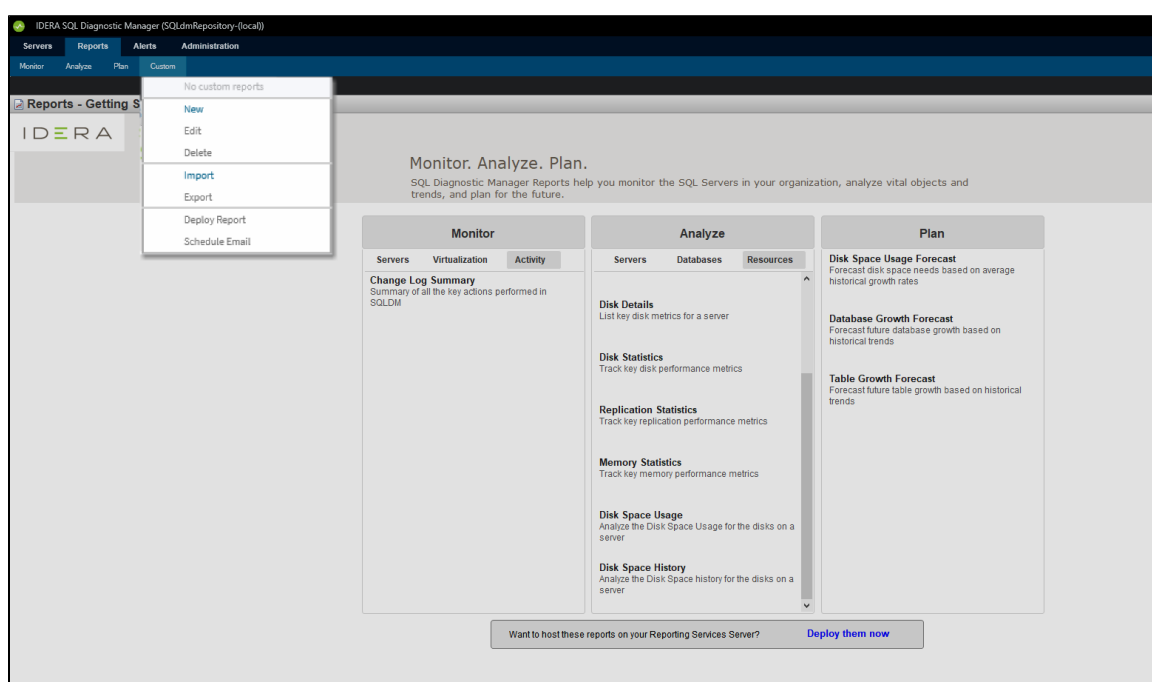 IDERA SQL Diagnostic Manager (SQLdmRepository-(local))
Servers Reports Alerts Administration
Monitor Analyze Plan Custom
No custom reports
Reports - Getting S
New
IDERA
Edit
Delete
Import
Export
Deploy Report
Schedule Email
Monitor. Analyze. Plan.
SQL Diagnostic Manager Reports help you monitor the SQL Servers in your organization, analyze vital objects and
trends, and plan for the future.
Monitor
Servers Virtualization Activity
Change Log Summary
Summary of all the key actions performed in
SQLDM
Analyze
Servers Databases Resources
Disk Details
List key disk metrics for a server
Disk Statistics
Track key disk performance metrics
Replication Statistics
Track key replication performance metrics
Memory Statistics
Track key memory performance metrics
Disk Space Usage
Analyze the Disk Space Usage for the disks on a
server
Disk Space History
Analyze the Disk Space history for the disks on a
server
Plan
Disk Space Usage Forecast
Forecast disk space needs based on average
historical growth rates
Database Growth Forecast
Forecast future database growth based on
historical trends
Table Growth Forecast
Forecast future table growth based on historical
trends
Want to host these reports on your Reporting Services Server? Deploy them now